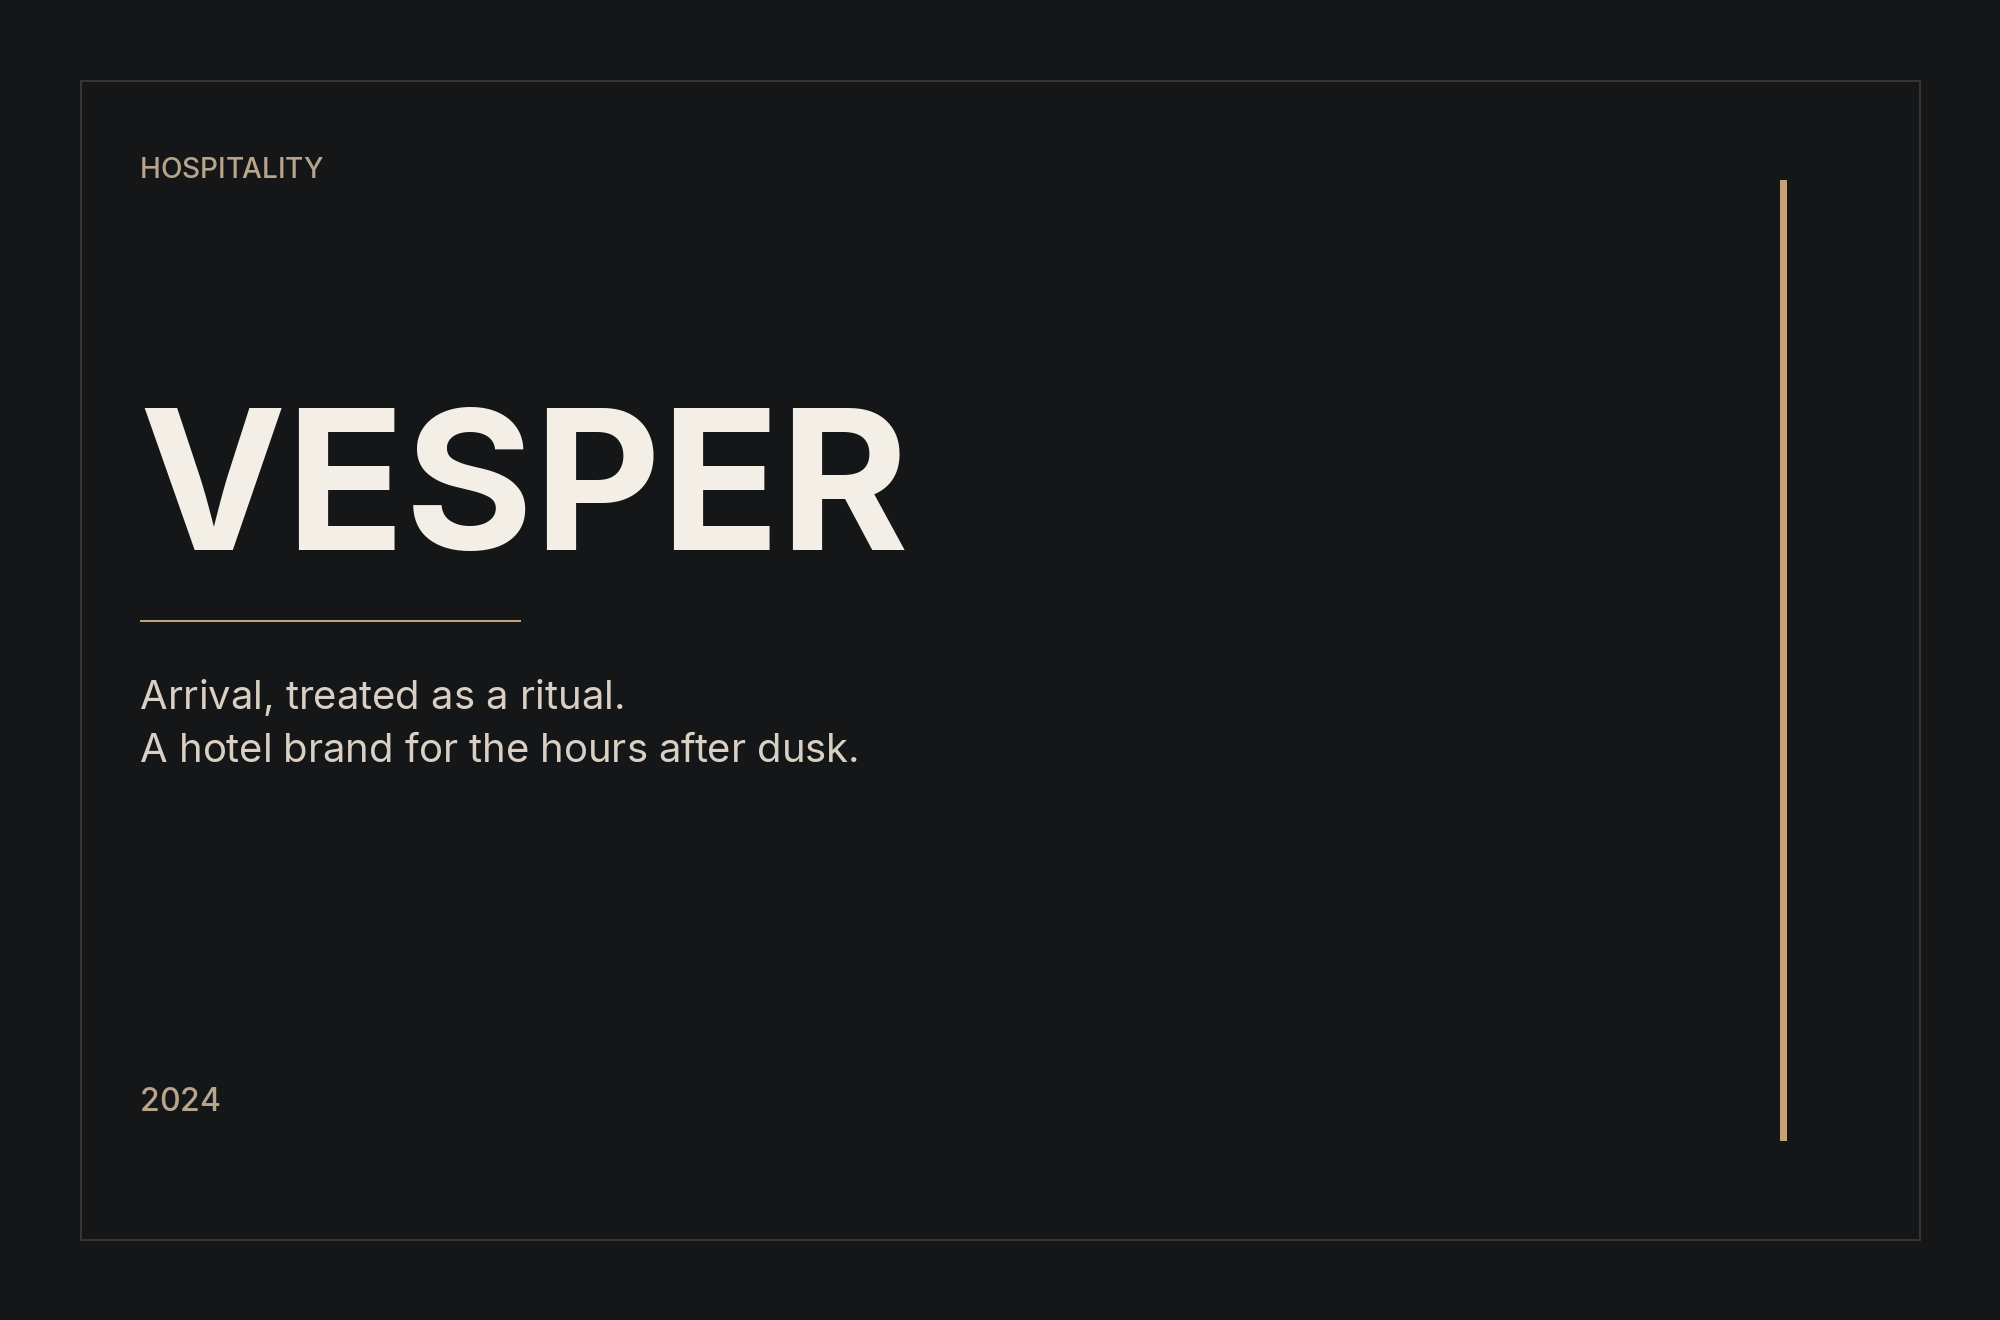 HOSPITALITY
VESPER
Arrival, treated as a ritual.
A hotel brand for the hours after dusk.
2024